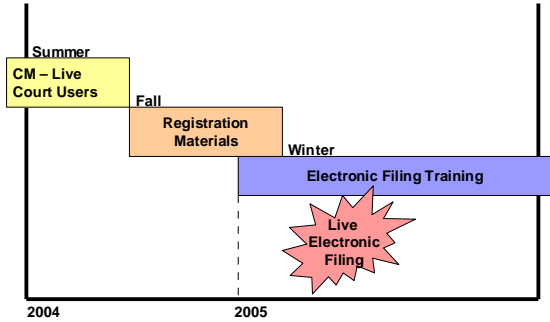 Summer
CM – Live
Court Users
Fall
Registration
Materials
Winter
Electronic Filing Training
Live
Electronic
Filing
2004
2005